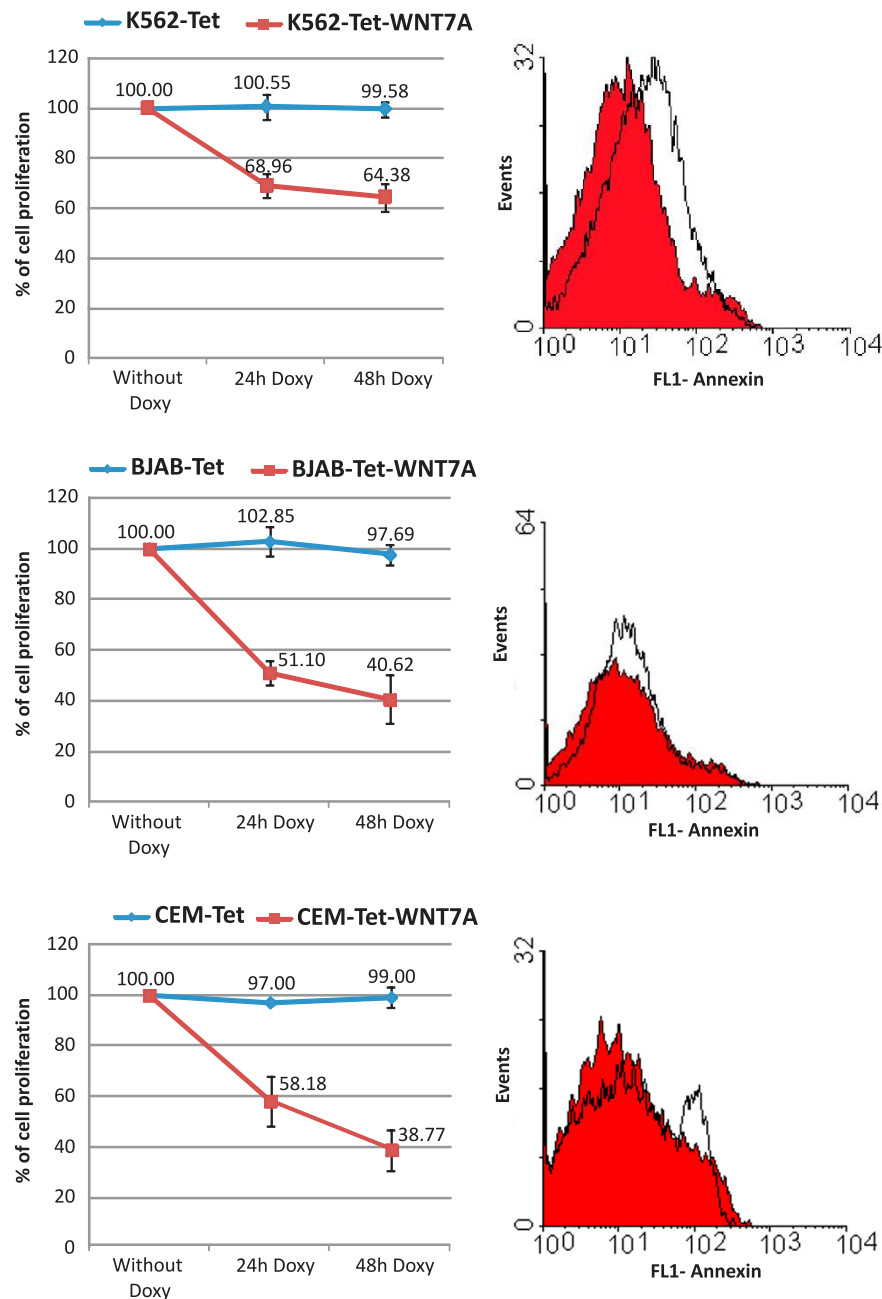 K562-Tet K562-Tet-WNT7A
120
100
80
60
40
20
0
% of cell proliferation
100.00 100.55 99.58
68.96 64.38
Without Doxy 24h Doxy 48h Doxy
32
0
Events
10^0 10^1 10^2 10^3 10^4
FL1- Annexin
BJAB-Tet BJAB-Tet-WNT7A
120
100
80
60
40
20
0
% of cell proliferation
100.00 102.85 97.69
51.10 40.62
Without Doxy 24h Doxy 48h Doxy
64
0
Events
10^0 10^1 10^2 10^3 10^4
FL1- Annexin
CEM-Tet CEM-Tet-WNT7A
120
100
80
60
40
20
0
% of cell proliferation
100.00 97.00 99.00
58.18 38.77
Without Doxy 24h Doxy 48h Doxy
32
0
Events
10^0 10^1 10^2 10^3 10^4
FL1- Annexin